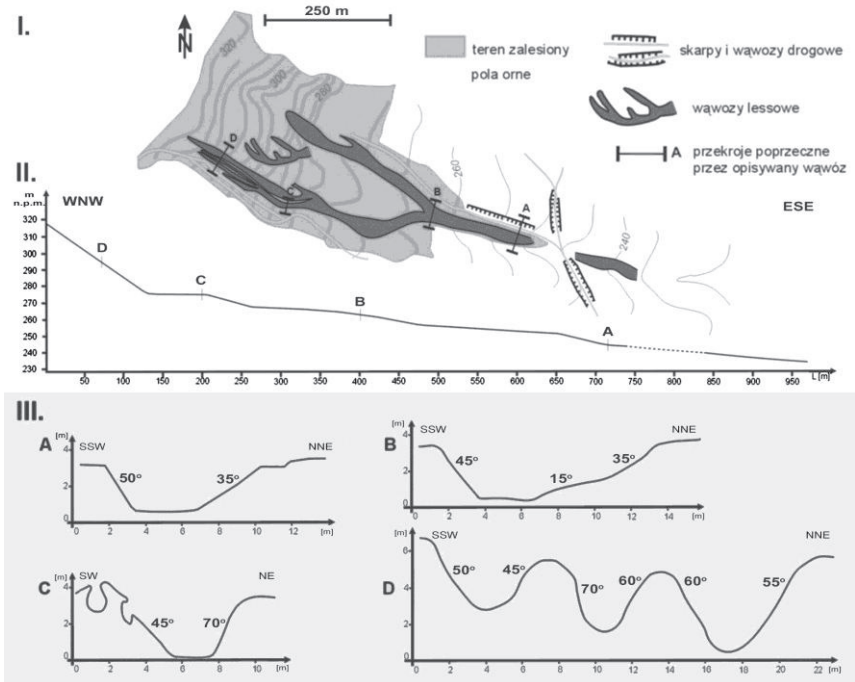 I.
250 m
N
320
300
280
260
240
D
C
B
A
teren zalesiony
pola orne
skarpy i wąwozy drogowe
wąwozy lessowe
A przekroje poprzeczne
przez opisywany wąwóz
II.
m
n.p.m.
WNW
ESE
320
310
300
290
280
270
260
250
240
230
D
C
B
A
50 100 150 200 250 300 350 400 450 500 550 600 650 700 750 800 850 900 950 L [m]
III.
A
[m]
SSW
NNE
4
2
0
50° 35°
0 2 4 6 8 10 12 [m]
B
[m]
SSW
NNE
4
2
0
45° 15° 35°
0 2 4 6 8 10 14 16 [m]
C
[m]
SW
NE
4
2
0
45° 70°
0 2 4 6 8 10 [m]
D
[m]
SSW
NNE
6
4
2
0
50° 45° 70° 60° 60° 55°
0 2 4 6 8 10 12 14 16 18 20 22 [m]